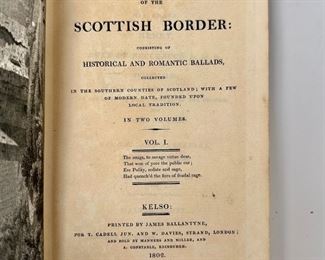 OF THE
SCOTTISH BORDER:
CONSISTING OF
HISTORICAL AND ROMANTIC BALLADS,
COLLECTED
IN THE SOUTHERN COUNTIES OF SCOTLAND; WITH A FEW
OF MODERN DATE, FOUNDED UPON
LOCAL TRADITION.
IN TWO VOLUMES.
VOL. I.
The songs, to savage virtue dear,
That won of yore the public ear;
Ere Polity, sedate and sage,
Had quench'd the fires of feudal rage.
KELSO:
PRINTED BY JAMES BALLANTYNE,
FOR T. CADELL JUN. AND W. DAVIES, STRAND, LONDON;
AND SOLD BY MANNERS AND MILLER, AND
A. CONSTABLE, EDINBURGH.
1802.